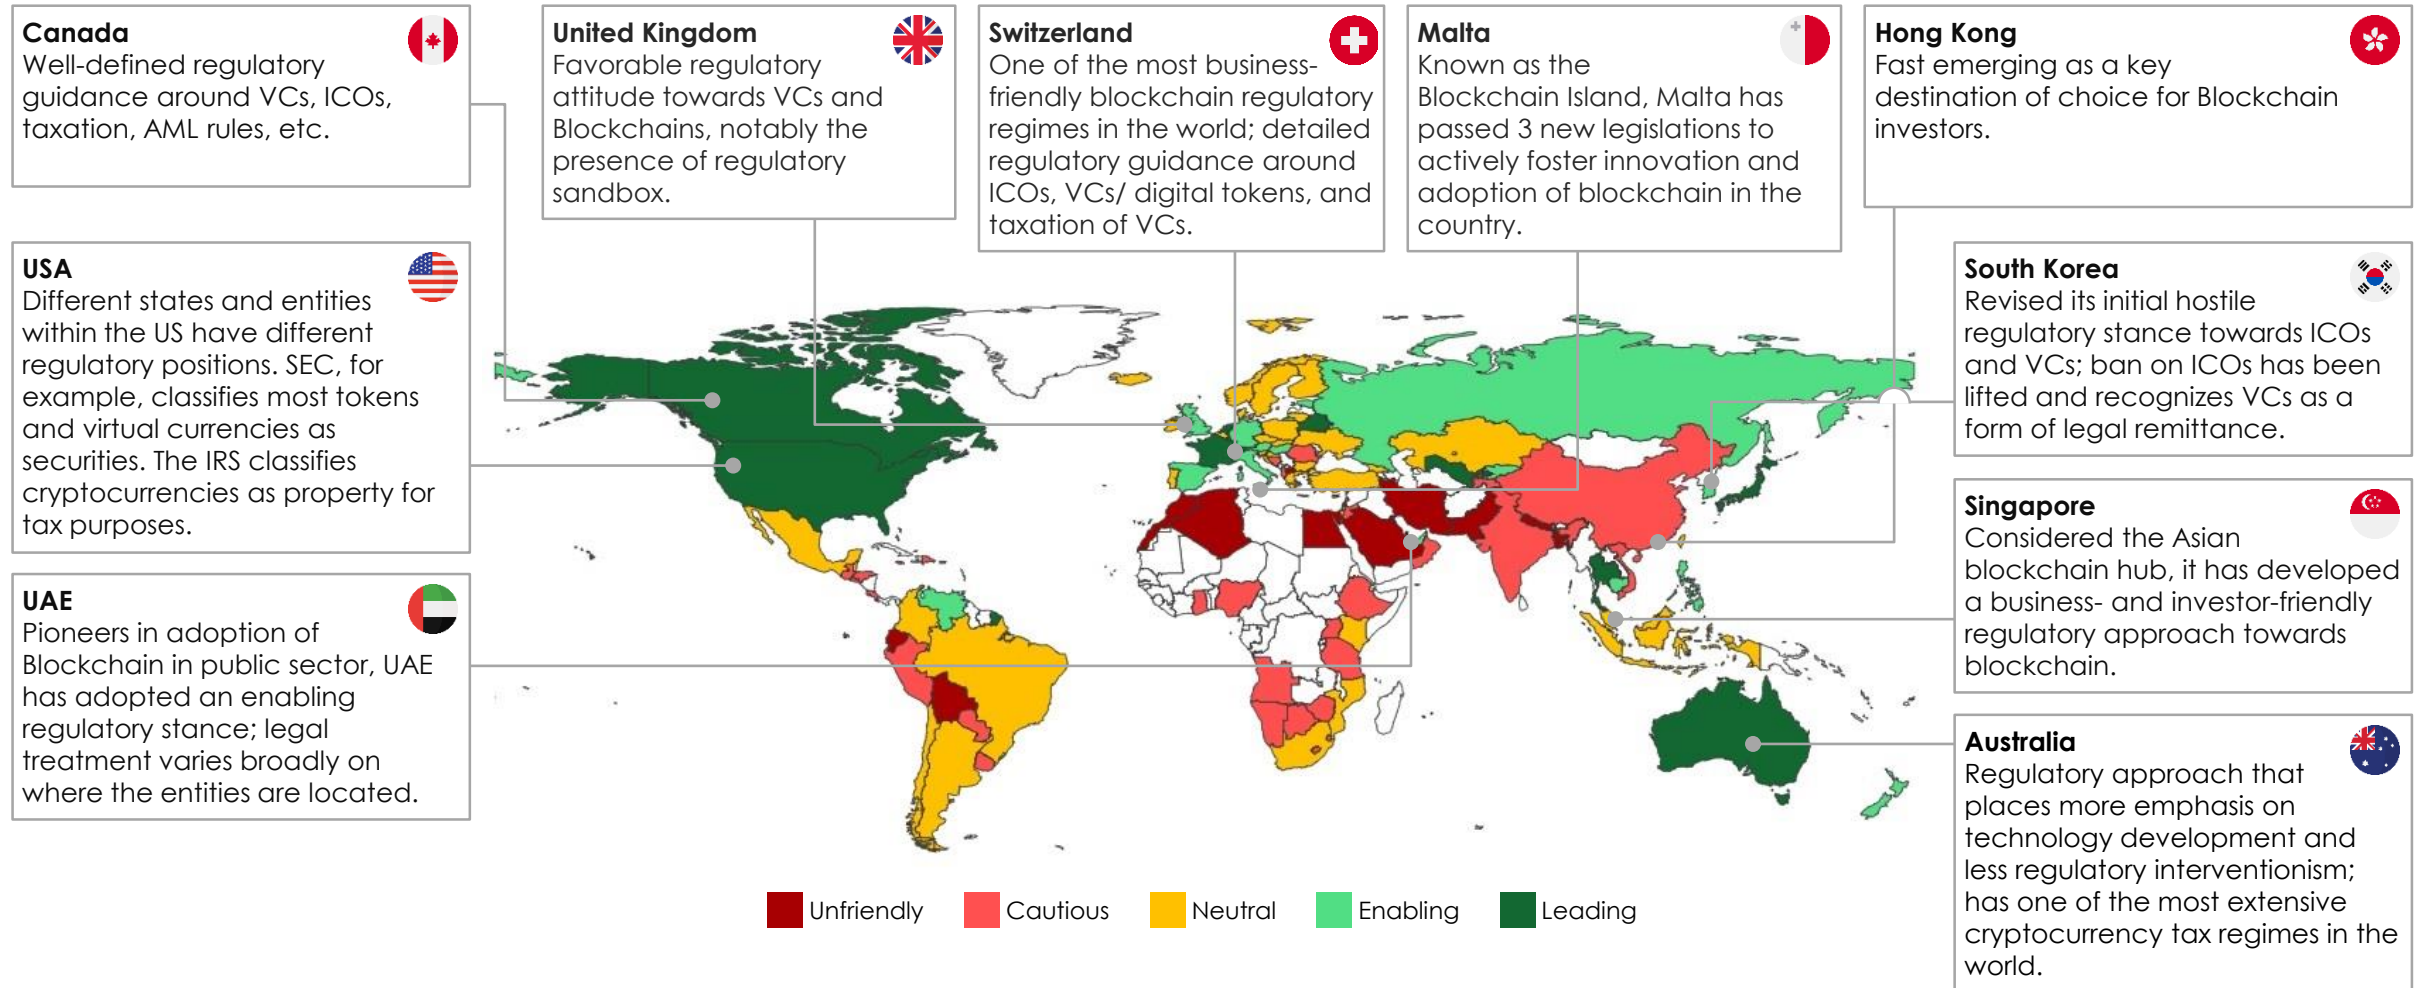 Canada
Well-defined regulatory
guidance around VCs, ICOs,
taxation, AML rules, etc.
United Kingdom
Favorable regulatory
attitude towards VCs and
Blockchains, notably the
presence of regulatory
sandbox.
Switzerland
One of the most business-
friendly blockchain regulatory
regimes in the world; detailed
regulatory guidance around
ICOs, VCs/ digital tokens, and
taxation of VCs.
Malta
Known as the
Blockchain Island, Malta has
passed 3 new legislations to
actively foster innovation and
adoption of blockchain in the
country.
Hong Kong
Fast emerging as a key
destination of choice for Blockchain
investors.
USA
Different states and entities
within the US have different
regulatory positions. SEC, for
example, classifies most tokens
and virtual currencies as
securities. The IRS classifies
cryptocurrencies as property for
tax purposes.
South Korea
Revised its initial hostile
regulatory stance towards ICOs
and VCs; ban on ICOs has been
lifted and recognizes VCs as a
form of legal remittance.
UAE
Pioneers in adoption of
Blockchain in public sector, UAE
has adopted an enabling
regulatory stance; legal
treatment varies broadly on
where the entities are located.
Singapore
Considered the Asian
blockchain hub, it has developed
a business- and investor-friendly
regulatory approach towards
blockchain.
Australia
Regulatory approach that
places more emphasis on
technology development and
less regulatory interventionism;
has one of the most extensive
cryptocurrency tax regimes in the
world.
Unfriendly
Cautious
Neutral
Enabling
Leading